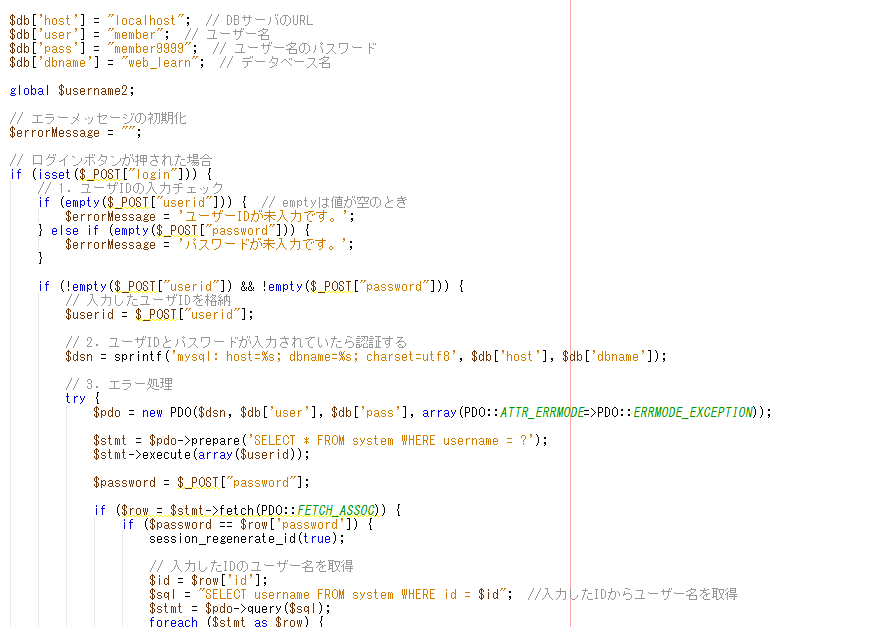 $db['host'] = "localhost";  // DBサーバのURL
$db['user'] = "member";  // ユーザー名
$db['pass'] = "member9999";  // ユーザー名のパスワード
$db['dbname'] = "web_learn";  // データベース名
global $username2;
// エラーメッセージの初期化
$errorMessage = "";
// ログインボタンが押された場合
if (isset($_POST["login"])) {
    // 1. ユーザIDの入力チェック
    if (empty($_POST["userid"])) {  // emptyは値が空のとき
        $errorMessage = 'ユーザーIDが未入力です。';
    } else if (empty($_POST["password"])) {
        $errorMessage = 'パスワードが未入力です。';
    }
    if (!empty($_POST["userid"]) && !empty($_POST["password"])) {
        // 入力したユーザIDを格納
        $userid = $_POST["userid"];
        // 2. ユーザIDとパスワードが入力されていたら認証する
        $dsn = sprintf('mysql: host=%s; dbname=%s; charset=utf8', $db['host'], $db['dbname']);
        // 3. エラー処理
        try {
            $pdo = new PDO($dsn, $db['user'], $db['pass'], array(PDO::ATTR_ERRMODE=>PDO::ERRMODE_EXCEPTION));
            $stmt = $pdo->prepare('SELECT * FROM system WHERE username = ?');
            $stmt->execute(array($userid));
            $password = $_POST["password"];
            if ($row = $stmt->fetch(PDO::FETCH_ASSOC)) {
                if ($password == $row['password']) {
                    session_regenerate_id(true);
                    // 入力したIDのユーザー名を取得
                    $id = $row['id'];
                    $sql = "SELECT username FROM system WHERE id = $id";  //入力したIDからユーザー名を取得
                    $stmt = $pdo->query($sql);
                    foreach ($stmt as $row) {